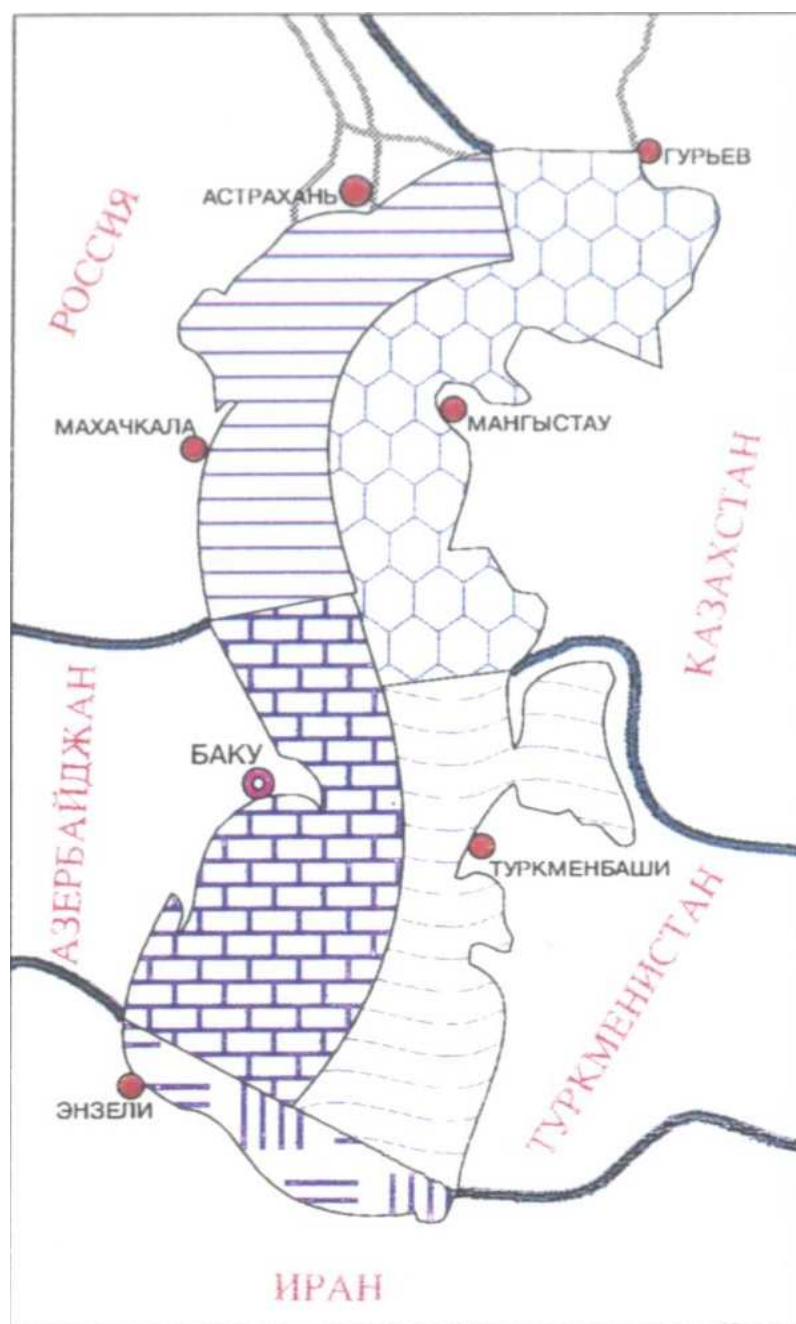 ГУРЬЕВ
АСТРАХАНЬ
РОССИЯ
МАХАЧКАЛА
МАНГЫСТАУ
КАЗАХСТАН
АЗЕРБАЙДЖАН
БАКУ
ТУРКМЕНБАШИ
ТУРКМЕНИСТАН
ЭНЗЕЛИ
ИРАН